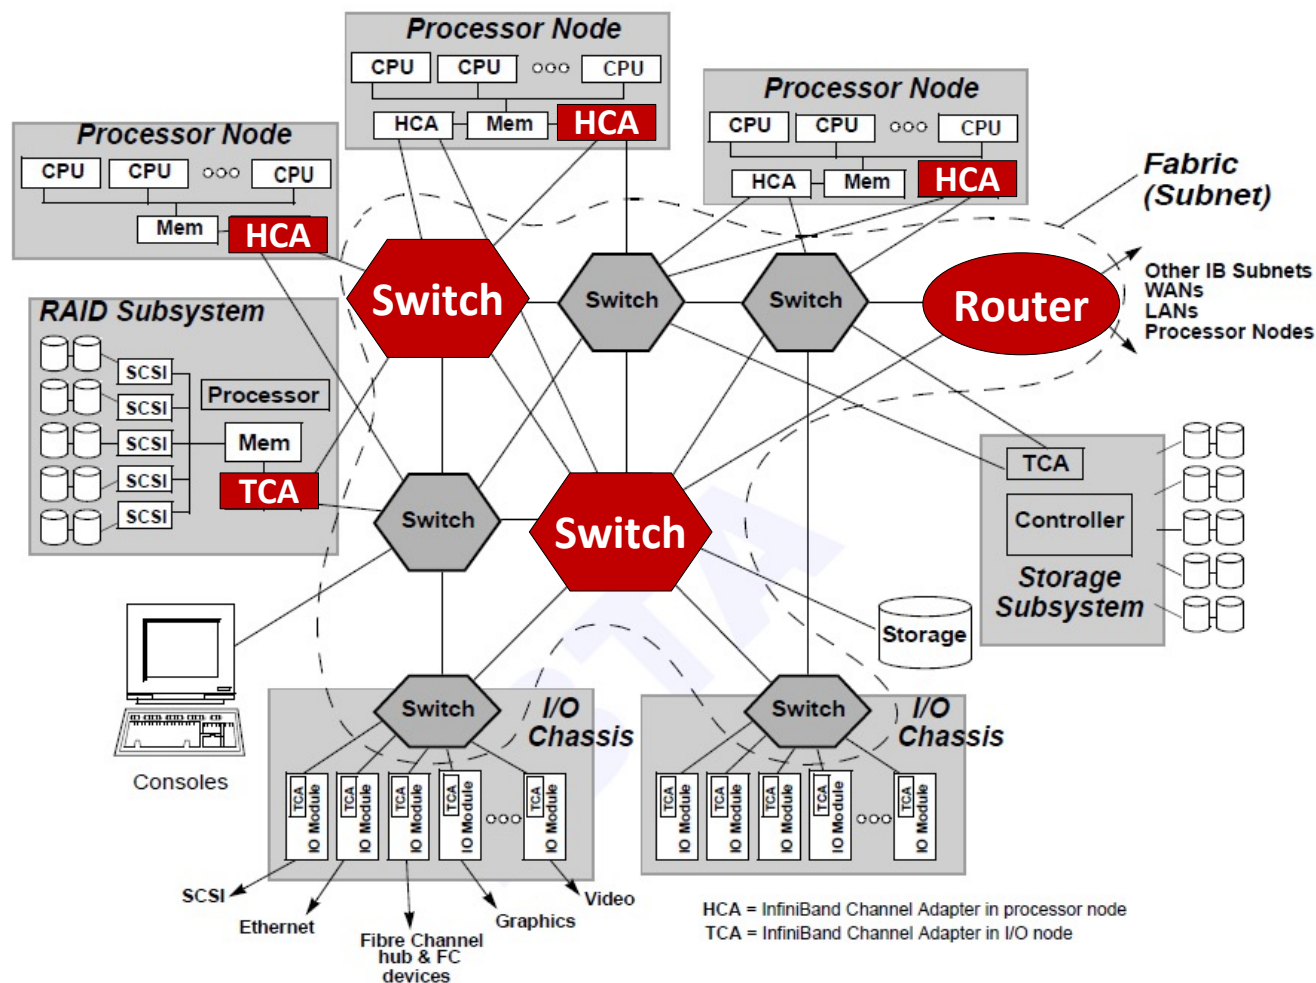 Processor Node
CPU CPU ooo CPU
HCA Mem HCA
Processor Node
CPU CPU ooo CPU
HCA Mem HCA
Processor Node
CPU CPU ooo CPU
Mem HCA
Fabric
(Subnet)
Switch
Switch
Switch
Router
Other IB Subnets
WANs
LANs
Processor Nodes
RAID Subsystem
SCSI
SCSI
SCSI
SCSI
SCSI
Processor
Mem
TCA
Switch
Switch
TCA
Controller
Storage
Subsystem
Storage
Consoles
Switch
I/O
Chassis
TCA
IO Module
TCA
IO Module
TCA
IO Module
TCA
IO Module
ooo
TCA
IO Module
Switch
I/O
Chassis
TCA
IO Module
TCA
IO Module
TCA
IO Module
TCA
IO Module
ooo
TCA
IO Module
SCSI
Ethernet
Fibre Channel
hub & FC
devices
Graphics
Video
HCA = InfiniBand Channel Adapter in processor node
TCA = InfiniBand Channel Adapter in I/O node